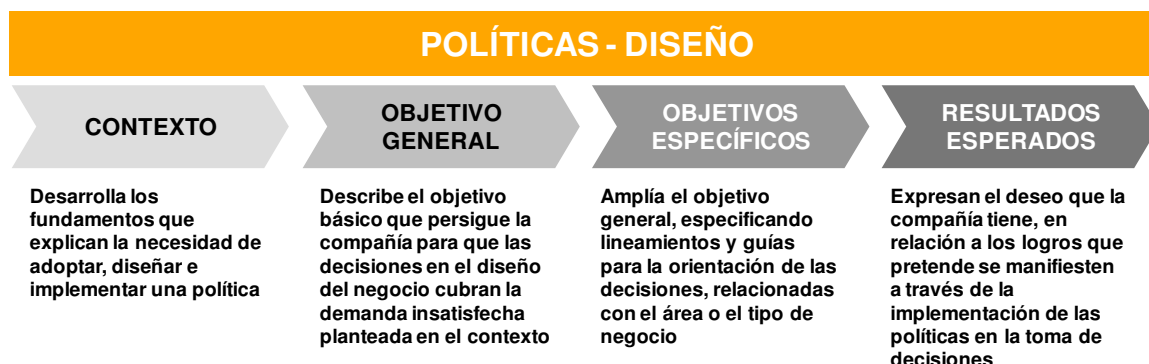 POLÍTICAS - DISEÑO
CONTEXTO
Desarrolla los
fundamentos que
explican la necesidad de
adoptar, diseñar e
implementar una política
OBJETIVO
GENERAL
Describe el objetivo
básico que persigue la
compañía para que las
decisiones en el diseño
del negocio cubran la
demanda insatisfecha
planteada en el contexto
OBJETIVOS
ESPECÍFICOS
Amplía el objetivo
general, especificando
lineamientos y guías
para la orientación de las
decisiones, relacionadas
con el área o el tipo de
negocio
RESULTADOS
ESPERADOS
Expresan el deseo que la
compañía tiene, en
relación a los logros que
pretende se manifiesten
a través de la
implementación de las
políticas en la toma de
decisiones